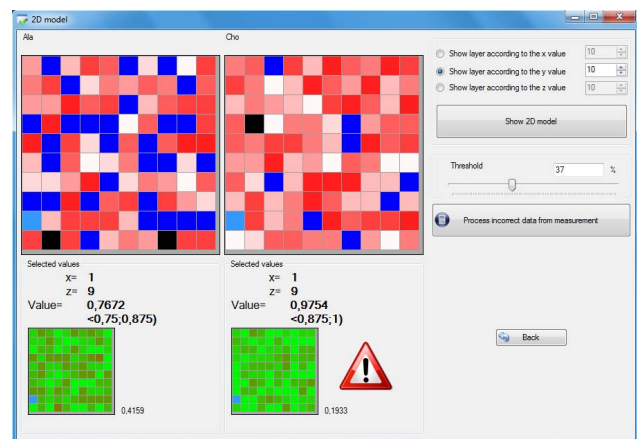 2D model
Ala
Cho
Show layer according to the x value
10
Show layer according to the y value
10
Show layer according to the z value
10
Show 2D model
Threshold
37
%
Process incorrect data from measurement
Back
Selected values
x= 1
z= 9
Value= 0,7672
<0,75;0,875)
0,4159
Selected values
x= 1
z= 9
Value= 0,9754
<0,875;1)
0,1933